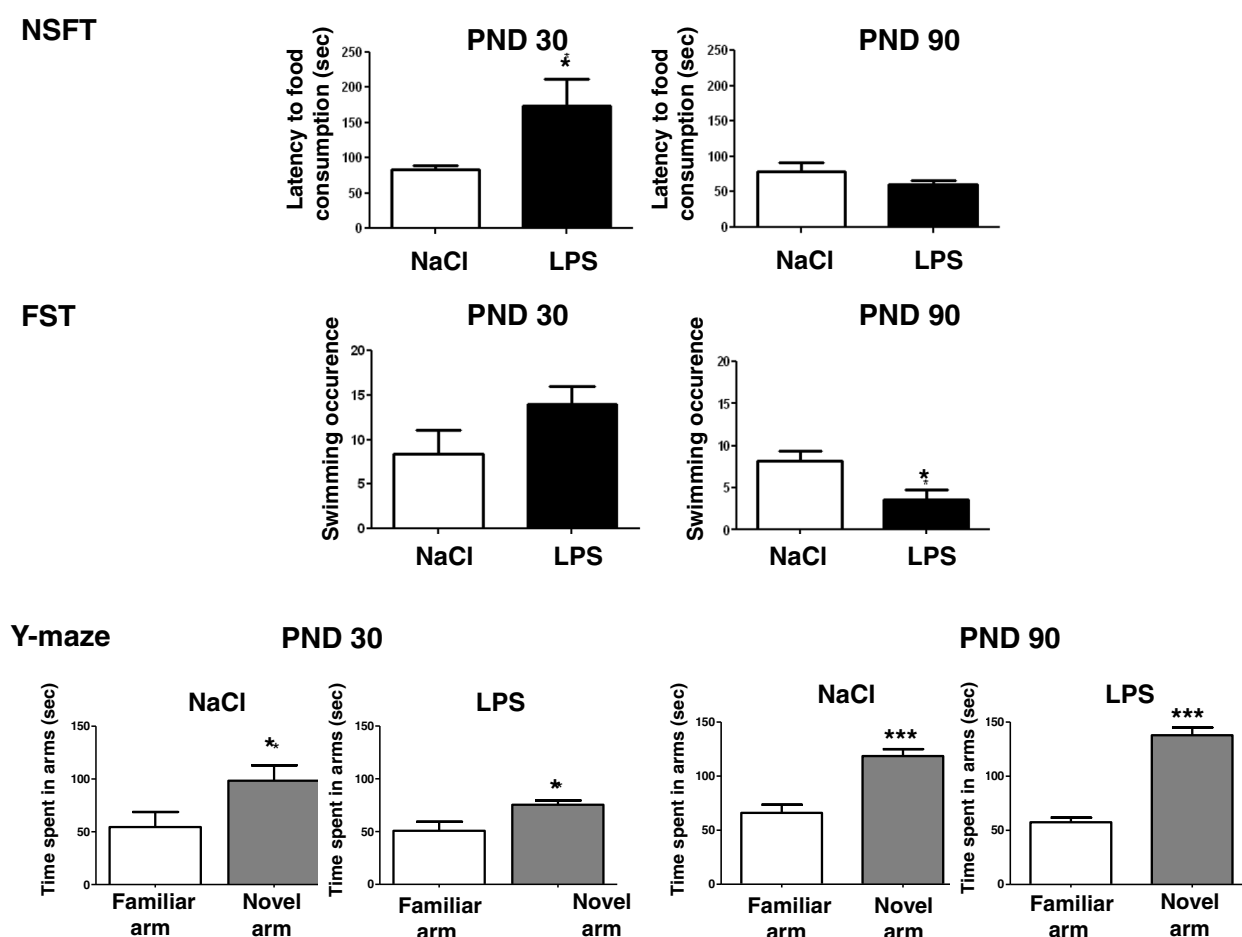 NSFT
PND 30
PND 90
Latency to food
consumption (sec)
250
200
150
100
50
0
*
NaCl
LPS
Latency to food
consumption (sec)
250
200
150
100
50
0
NaCl
LPS
FST
PND 30
PND 90
Swimming occurence
20
15
10
5
0
NaCl
LPS
Swimming occurence
20
15
10
5
0
*
NaCl
LPS
Y-maze
PND 30
PND 90
NaCl
Time spent in arms (sec)
150
100
50
0
*
Familiar
arm
Novel
arm
LPS
Time spent in arms (sec)
150
100
50
0
*
Familiar
arm
Novel
arm
NaCl
Time spent in arms (sec)
150
100
50
0
***
Familiar
arm
Novel
arm
LPS
Time spent in arms (sec)
150
100
50
0
***
Familiar
arm
Novel
arm